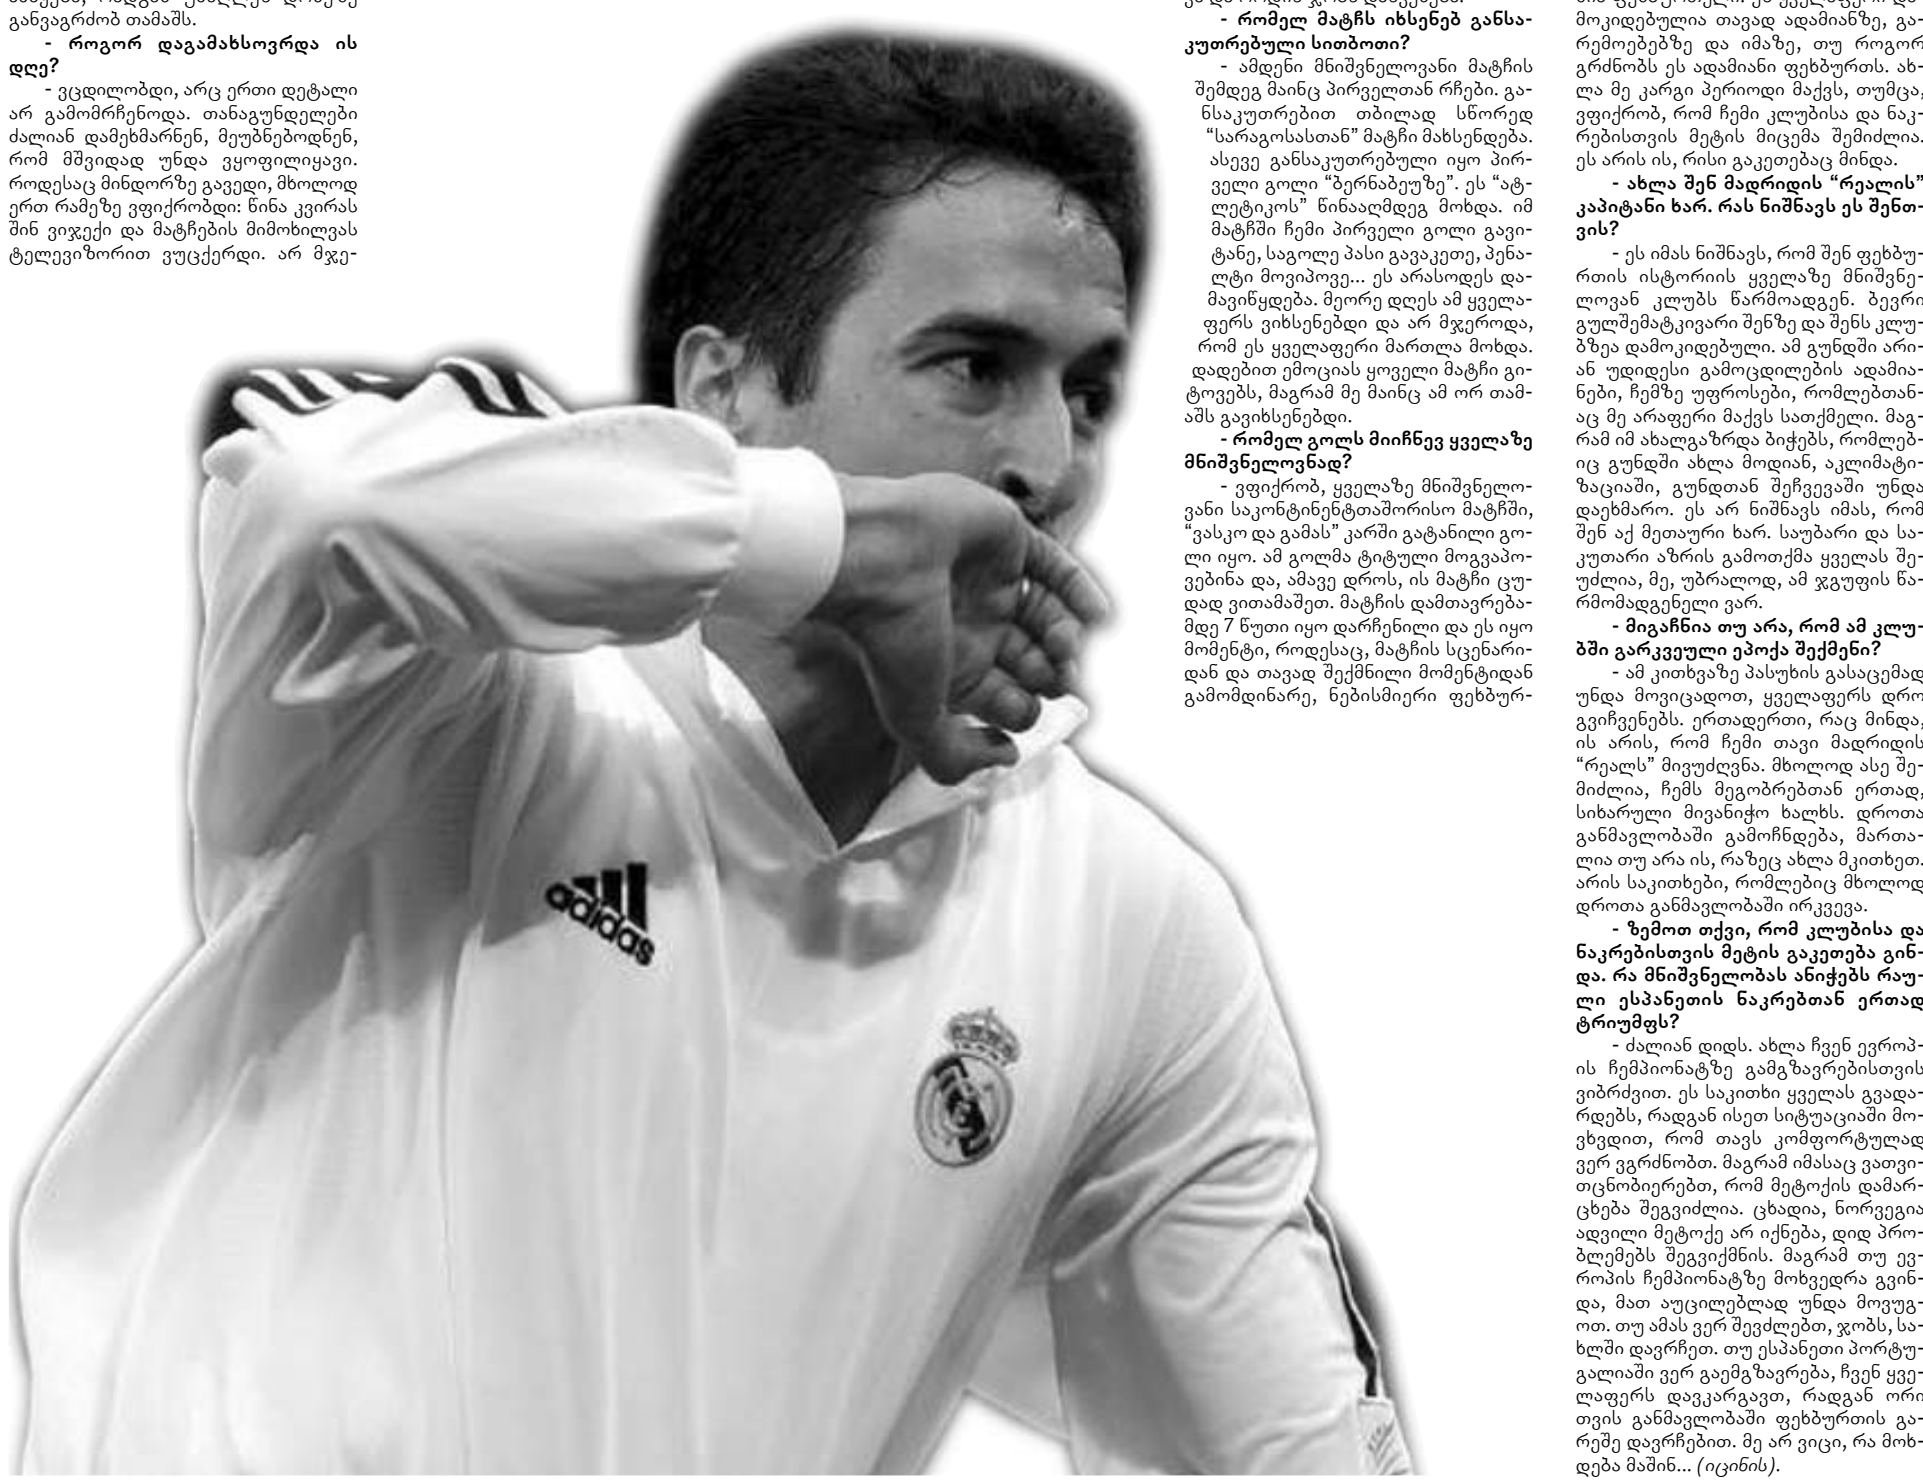 განვაგრძობ თამაშს.
- როგორ დაგამახსოვრდა ის
დღე?
- ვცდილობდი, არც ერთი დეტალი
არ გამომრჩენოდა. თანაგუნდელები
ძალიან დამეხმარნენ, მეუბნებოდნენ,
რომ მშვიდად უნდა ვყოფილიყავი.
როდესაც მინდორზე გავედი, მხოლოდ
ერთ რამეზე ვფიქრობდი: წინა კვირას
შინ ვიჯექი და მატჩების მიმოხილვას
ტელევიზორით ვუცქერდი. არ მჯე-
adidas
- რომელ მატჩს იხსენებ განსა-
კუთრებული სითბოთი?
- ამდენი მნიშვნელოვანი მატჩის
შემდეგ მაინც პირველთან რჩები. გა-
ნსაკუთრებით თბილად სწორედ
“სარაგოსასთან” მატჩი მახსენდება.
ასევე განსაკუთრებული იყო პირ-
ველი გოლი “ბერნაბეუზე”. ეს “ატ-
ლეტიკოს” წინააღმდეგ მოხდა. იმ
მატჩში ჩემი პირველი გოლი გავი-
ტანე, საგოლე პასი გავაკეთე, პენა-
ლტი მოვიპოვე... ეს არასოდეს და-
მავიწყდება. მეორე დღეს ამ ყველა-
ფერს ვიხსენებდი და არ მჯეროდა,
რომ ეს ყველაფერი მართლა მოხდა.
დადებით ემოციას ყოველი მატჩი გი-
ტოვებს, მაგრამ მე მაინც ამ ორ თამ-
აშს გავიხსენებდი.
- რომელ გოლს მიიჩნევ ყველაზე
მნიშვნელოვნად?
- ვფიქრობ, ყველაზე მნიშვნელო-
ვანი საკონტინენტთაშორისო მატჩში,
“ვასკო და გამას” კარში გატანილი გო-
ლი იყო. ამ გოლმა ტიტული მოგვაპო-
ვებინა და, ამავე დროს, ის მატჩი ცუ-
დად ვითამაშეთ. მატჩის დამთავრება-
მდე 7 წუთი იყო დარჩენილი და ეს იყო
მომენტი, როდესაც, მატჩის სცენარი-
დან და თავად შექმნილი მომენტიდან
გამომდინარე, ნებისმიერი ფეხბურ-
მოკიდებულია თავად ადამიანზე, გა-
რემოებებზე და იმაზე, თუ როგორ
გრძნობს ეს ადამიანი ფეხბურთს. ახ-
ლა მე კარგი პერიოდი მაქვს, თუმცა,
ვფიქრობ, რომ ჩემი კლუბისა და ნაკ-
რებისთვის მეტის მიცემა შემიძლია.
ეს არის ის, რისი გაკეთებაც მინდა.
- ახლა შენ მადრიდის “რეალის”
კაპიტანი ხარ. რას ნიშნავს ეს შენთ-
ვის?
- ეს იმას ნიშნავს, რომ შენ ფეხბუ-
რთის ისტორიის ყველაზე მნიშვნე-
ლოვან კლუბს წარმოადგენ. ბევრი
გულშემატკივარი შენზე და შენს კლუ-
ბზეა დამოკიდებული. ამ გუნდში არი-
ან უდიდესი გამოცდილების ადამია-
ნები, ჩემზე უფროსები, რომლებთან-
აც მე არაფერი მაქვს სათქმელი. მაგ-
რამ იმ ახალგაზრდა ბიჭებს, რომლებ-
იც გუნდში ახლა მოდიან, აკლიმატი-
ზაციაში, გუნდთან შეჩვევაში უნდა
დაეხმარო. ეს არ ნიშნავს იმას, რომ
შენ აქ მეთაური ხარ. საუბარი და სა-
კუთარი აზრის გამოთქმა ყველას შე-
უძლია, მე, უბრალოდ, ამ ჯგუფის წა-
რმომადგენელი ვარ.
- მიგაჩნია თუ არა, რომ ამ კლუ-
ბში გარკვეული ეპოქა შექმენი?
- ამ კითხვაზე პასუხის გასაცემად
უნდა მოვიცადოთ, ყველაფერს დრო
გვიჩვენებს. ერთადერთი, რაც მინდა,
ის არის, რომ ჩემი თავი მადრიდის
“რეალს” მივუძღვნა. მხოლოდ ასე შე-
მიძლია, ჩემს მეგობრებთან ერთად,
სიხარული მივანიჭო ხალხს. დროთა
განმავლობაში გამოჩნდება, მართა-
ლია თუ არა ის, რაზეც ახლა მკითხეთ.
არის საკითხები, რომლებიც მხოლოდ
დროთა განმავლობაში ირკვევა.
- ზემოთ თქვი, რომ კლუბისა და
ნაკრებისთვის მეტის გაკეთება გინ-
და. რა მნიშვნელობას ანიჭებს რაუ-
ლი ესპანეთის ნაკრებთან ერთად
ტრიუმფს?
- ძალიან დიდს. ახლა ჩვენ ევროპ-
ის ჩემპიონატზე გამგზავრებისთვის
ვიბრძვით. ეს საკითხი ყველას გვადა-
რდებს, რადგან ისეთ სიტუაციაში მო-
ვხვდით, რომ თავს კომფორტულად
ვერ ვგრძნობთ. მაგრამ იმასაც ვათვი-
თცნობიერებთ, რომ მეტოქის დამარ-
ცხება შეგვიძლია. ცხადია, ნორვეგია
ადვილი მეტოქე არ იქნება, დიდ პრო-
ბლემებს შეგვიქმნის. მაგრამ თუ ევ-
როპის ჩემპიონატზე მოხვედრა გვინ-
და, მათ აუცილებლად უნდა მოვუგ-
ოთ. თუ ამას ვერ შევძლებთ, ჯობს, სა-
ხლში დავრჩეთ. თუ ესპანეთი პორტუ-
გალიაში ვერ გაემგზავრება, ჩვენ ყვე-
ლაფერს დავკარგავთ, რადგან ორი
თვის განმავლობაში ფეხბურთის გა-
რეშე დავრჩებით. მე არ ვიცი, რა მოხ-
დება მაშინ... (იცინის).